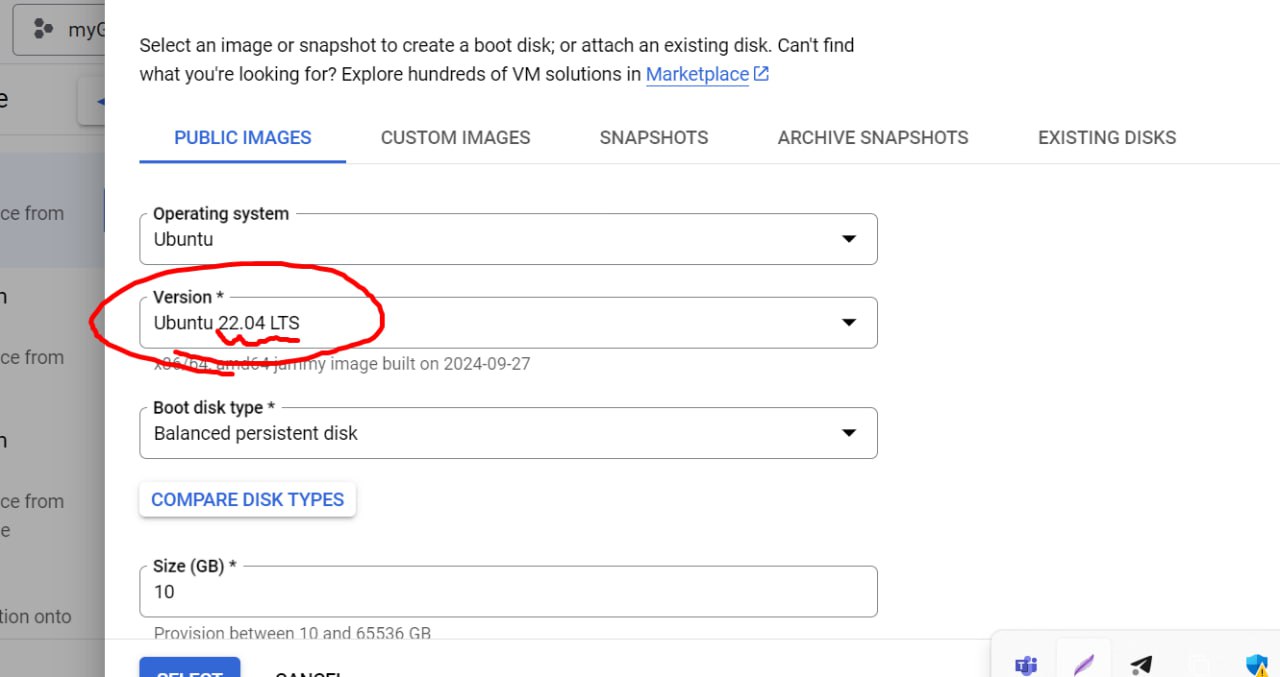 myG
Select an image or snapshot to create a boot disk; or attach an existing disk. Can't find
what you're looking for? Explore hundreds of VM solutions in Marketplace
e
PUBLIC IMAGES CUSTOM IMAGES SNAPSHOTS ARCHIVE SNAPSHOTS EXISTING DISKS
ce from
Operating system
Ubuntu
n
Version *
Ubuntu 22.04 LTS
ce from
x86/64, amd64 jammy image built on 2024-09-27
Boot disk type *
Balanced persistent disk
n
ce from
e
COMPARE DISK TYPES
Size (GB) *
10
tion onto
Provision between 10 and 65536 GB
SELECT CANCEL